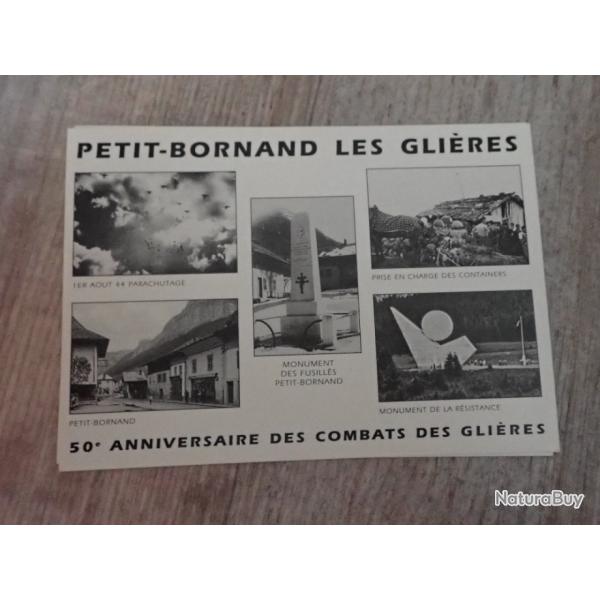 PETIT-BORNAND LES GLIÈRES
1ER AOUT 44 PARACHUTAGE
PRISE EN CHARGE DES CONTAINERS
MONUMENT
DES FUSILLÉS
PETIT-BORNAND
PETIT-BORNAND
MONUMENT DE LA RÉSISTANCE
50e ANNIVERSAIRE DES COMBATS DES GLIÈRES
NaturaBuy